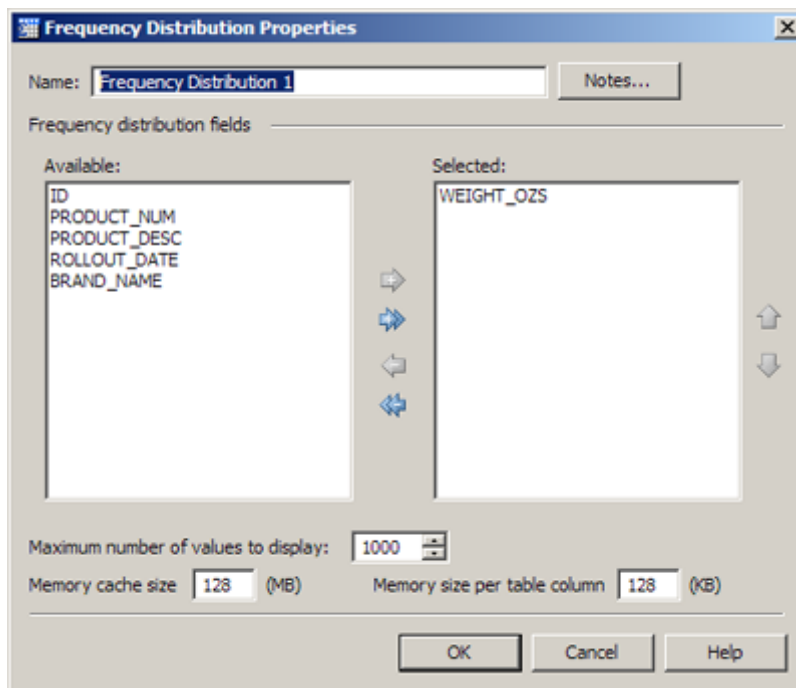 Frequency Distribution Properties
Name: Frequency Distribution 1 Notes...
Frequency distribution fields
Available: Selected:
ID WEIGHT_OZS
PRODUCT_NUM
PRODUCT_DESC
ROLLOUT_DATE
BRAND_NAME
Maximum number of values to display: 1000
Memory cache size 128 (MB) Memory size per table column 128 (KB)
OK Cancel Help